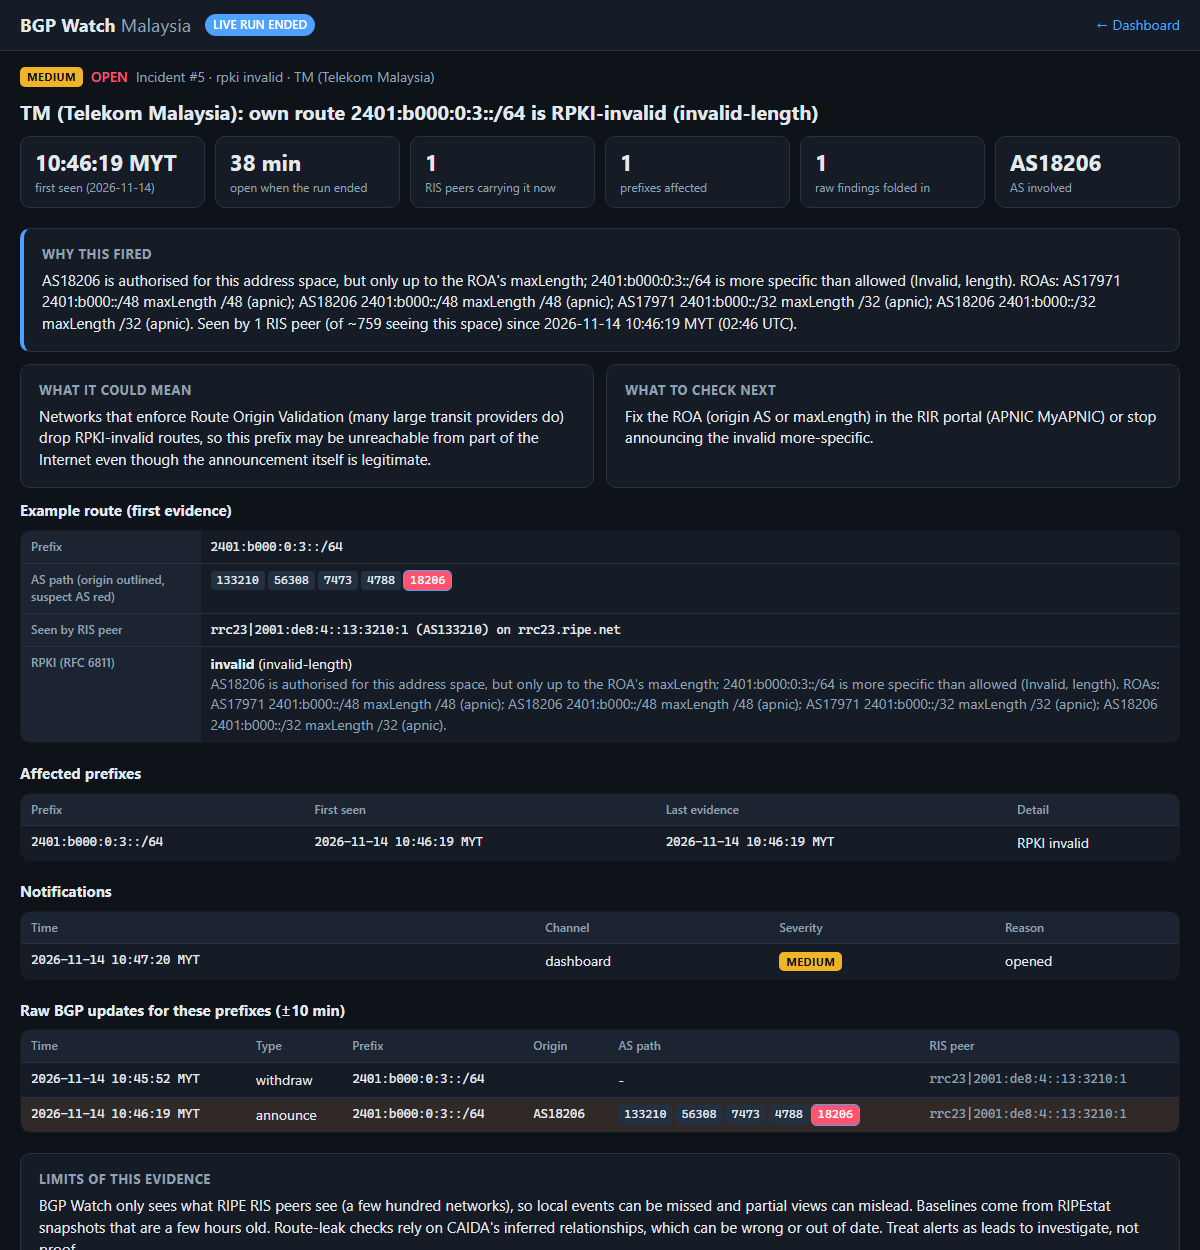 BGP Watch Malaysia LIVE RUN ENDED ← Dashboard
MEDIUM OPEN Incident #5 · rpki invalid · TM (Telekom Malaysia)
TM (Telekom Malaysia): own route 2401:b000:0:3::/64 is RPKI-invalid (invalid-length)
10:46:19 MYT
first seen (2026-11-14)
38 min
open when the run ended
1
RIS peers carrying it now
1
prefixes affected
1
raw findings folded in
AS18206
AS involved
WHY THIS FIRED
AS18206 is authorised for this address space, but only up to the ROA's maxLength; 2401:b000:0:3::/64 is more specific than allowed (Invalid, length). ROAs: AS17971
2401:b000::/48 maxLength /48 (apnic); AS18206 2401:b000::/48 maxLength /48 (apnic); AS17971 2401:b000::/32 maxLength /32 (apnic); AS18206 2401:b000::/32
maxLength /32 (apnic). Seen by 1 RIS peer (of ~759 seeing this space) since 2026-11-14 10:46:19 MYT (02:46 UTC).
WHAT IT COULD MEAN
Networks that enforce Route Origin Validation (many large transit providers do)
drop RPKI-invalid routes, so this prefix may be unreachable from part of the
Internet even though the announcement itself is legitimate.
WHAT TO CHECK NEXT
Fix the ROA (origin AS or maxLength) in the RIR portal (APNIC MyAPNIC) or stop
announcing the invalid more-specific.
Example route (first evidence)
Prefix 2401:b000:0:3::/64
AS path (origin outlined,
suspect AS red)
133210 56308 7473 4788 18206
Seen by RIS peer rrc23|2001:de8:4::13:3210:1 (AS133210) on rrc23.ripe.net
RPKI (RFC 6811) invalid (invalid-length)
AS18206 is authorised for this address space, but only up to the ROA's maxLength; 2401:b000:0:3::/64 is more specific than allowed (Invalid, length). ROAs:
AS17971 2401:b000::/48 maxLength /48 (apnic); AS18206 2401:b000::/48 maxLength /48 (apnic); AS17971 2401:b000::/32 maxLength /32 (apnic); AS18206
2401:b000::/32 maxLength /32 (apnic).
Affected prefixes
Prefix First seen Last evidence Detail
2401:b000:0:3::/64 2026-11-14 10:46:19 MYT 2026-11-14 10:46:19 MYT RPKI invalid
Notifications
Time Channel Severity Reason
2026-11-14 10:47:20 MYT dashboard MEDIUM opened
Raw BGP updates for these prefixes (±10 min)
Time Type Prefix Origin AS path RIS peer
2026-11-14 10:45:52 MYT withdraw 2401:b000:0:3::/64 - rrc23|2001:de8:4::13:3210:1
2026-11-14 10:46:19 MYT announce 2401:b000:0:3::/64 AS18206 133210 56308 7473 4788 18206 rrc23|2001:de8:4::13:3210:1
LIMITS OF THIS EVIDENCE
BGP Watch only sees what RIPE RIS peers see (a few hundred networks), so local events can be missed and partial views can mislead. Baselines come from RIPEstat
snapshots that are a few hours old. Route-leak checks rely on CAIDA's inferred relationships, which can be wrong or out of date. Treat alerts as leads to investigate, not
proof.